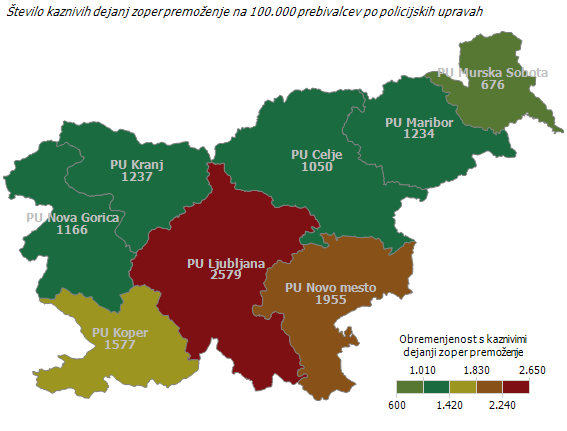 Število kaznivih dejanj zoper premoženje na 100.000 prebivalcev po policijskih upravah
PU Murska Sobota
676
PU Maribor
1234
PU Celje
1050
PU Kranj
1237
PU Nova Gorica
1166
PU Ljubljana
2579
PU Novo mesto
1955
PU Koper
1577
Obremenjenost s kaznivimi
dejanji zoper premoženje
1.010 1.830 2.650
600 1.420 2.240